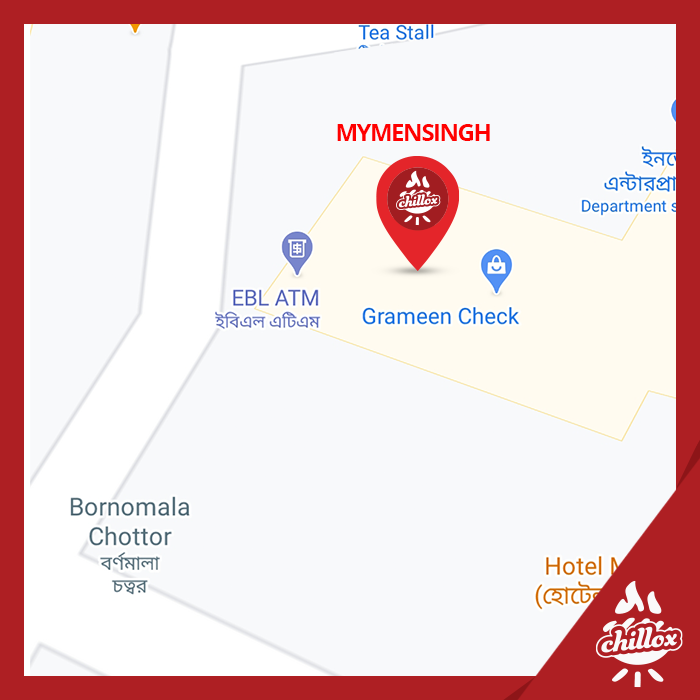 Tea Stall
MYMENSINGH
chillox
এন্টারপ্রা
Department s
EBL ATM
ইবিএল এটিএম
Grameen Check
Bornomala
Chottor
বর্ণমালা
চত্বর
Hotel
chillox